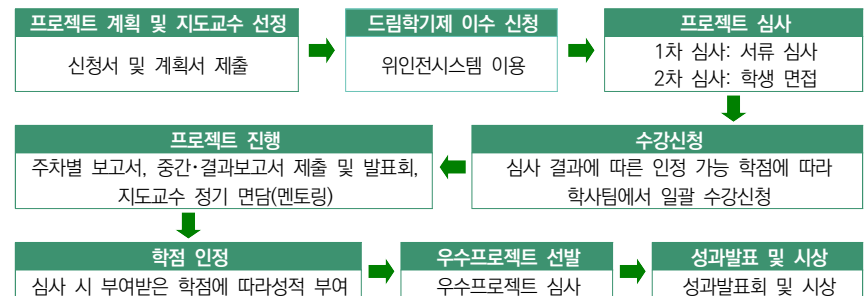 프로젝트 계획 및 지도교수 선정
신청서 및 계획서 제출
드림학기제 이수 신청
위인전시스템 이용
프로젝트 심사
1차 심사: 서류 심사
2차 심사: 학생 면접
수강신청
심사 결과에 따른 인정 가능 학점에 따라
학사팀에서 일괄 수강신청
프로젝트 진행
주차별 보고서, 중간·결과보고서 제출 및 발표회,
지도교수 정기 면담(멘토링)
학점 인정
심사 시 부여받은 학점에 따라성적 부여
우수프로젝트 선발
우수프로젝트 심사
성과발표 및 시상
성과발표회 및 시상